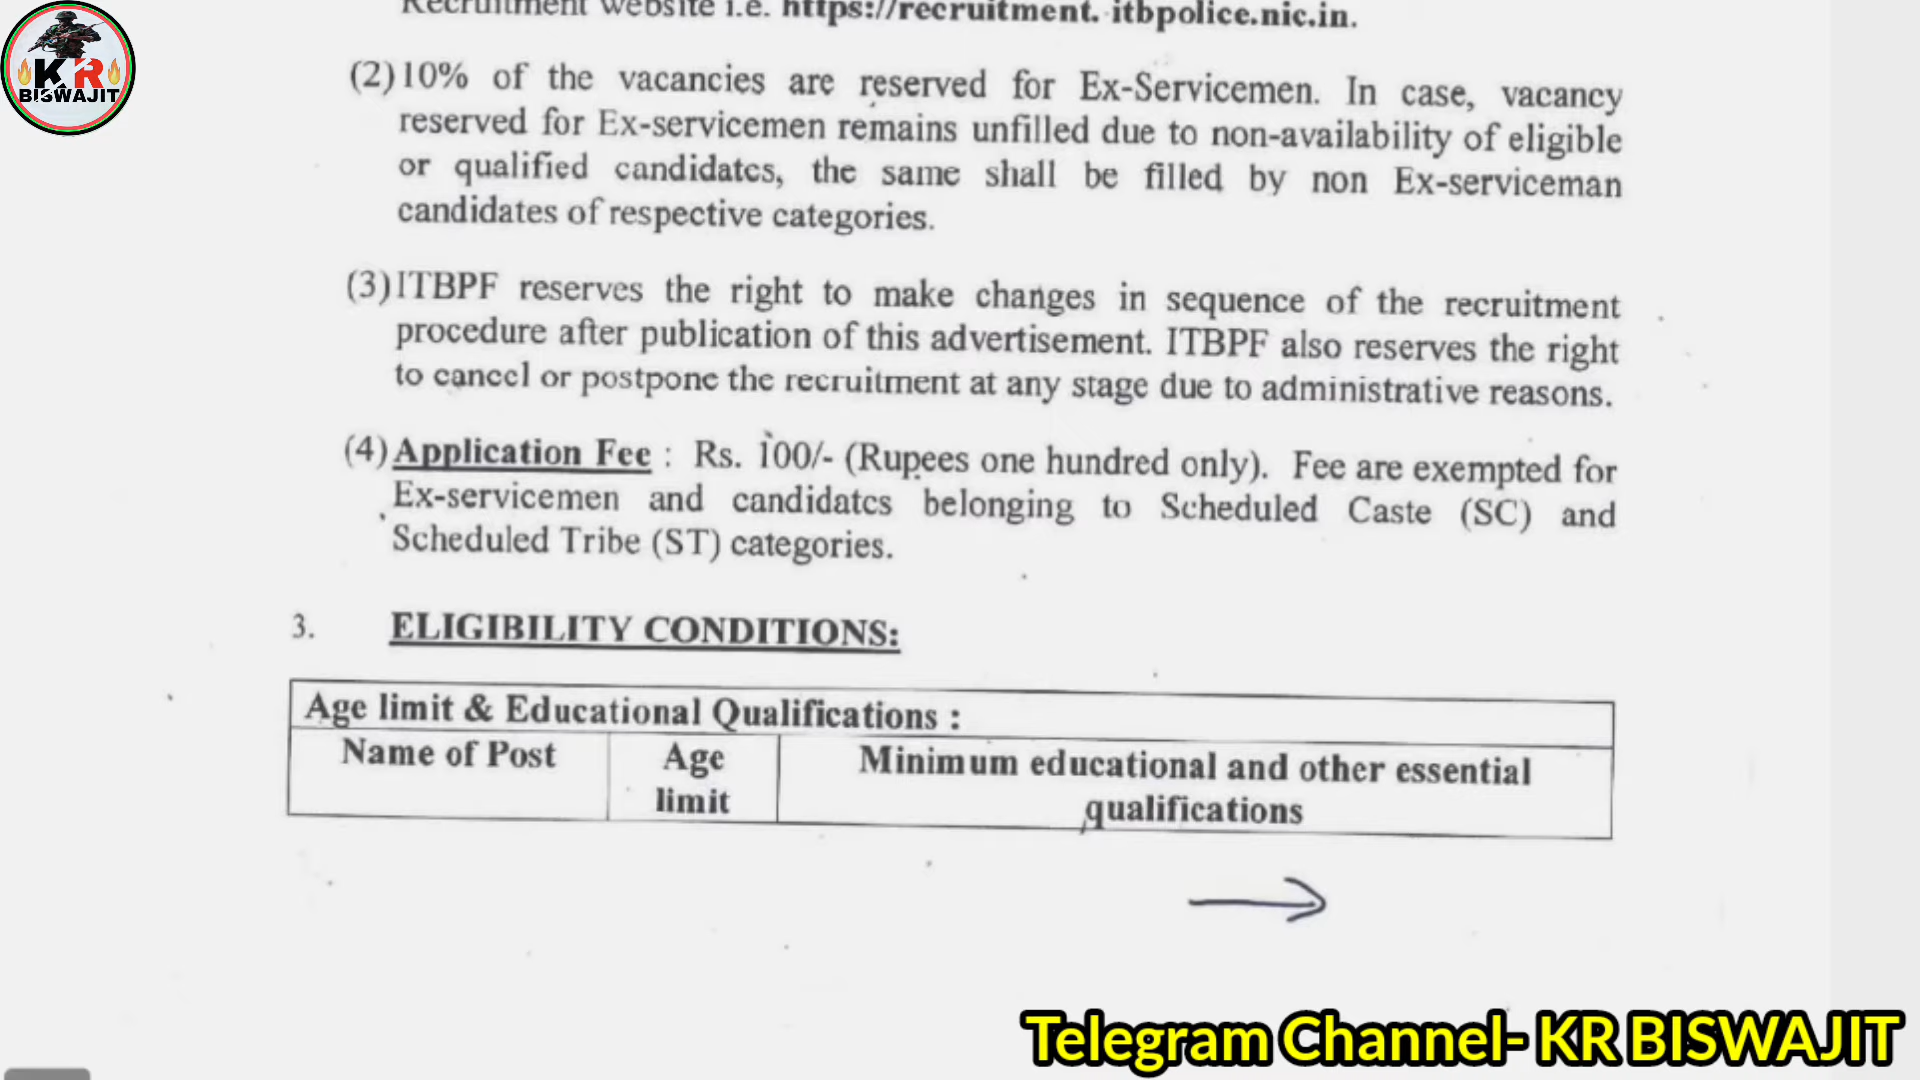 Recruitment website i.e. https://recruitment. itbpolice.nic.in.
KR
BISWAJIT
(2) 10% of the vacancies are reserved for Ex-Servicemen. In case, vacancy
reserved for Ex-servicemen remains unfilled due to non-availability of eligible
or qualified candidates, the same shall be filled by non Ex-serviceman
candidates of respective categories.
(3) ITBPF reserves the right to make changes in sequence of the recruitment
procedure after publication of this advertisement. ITBPF also reserves the right
to cancel or postpone the recruitment at any stage due to administrative reasons.
(4) Application Fee : Rs. 100/- (Rupees one hundred only). Fee are exempted for
Ex-servicemen and candidates belonging to Scheduled Caste (SC) and
Scheduled Tribe (ST) categories.
3. ELIGIBILITY CONDITIONS:
Age limit & Educational Qualifications :
Name of Post
Age
limit
Minimum educational and other essential
qualifications
Telegram Channel- KR BISWAJIT